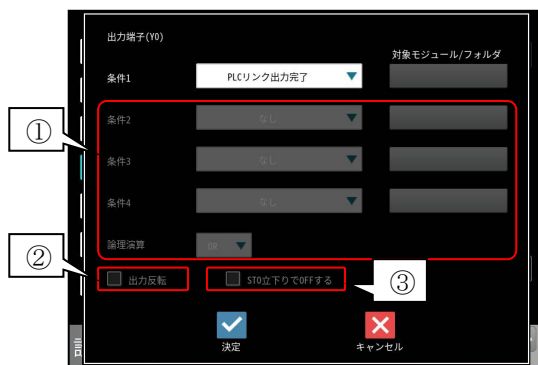 出力端子(Y0)
対象モジュール/フォルダ
条件1 PLCリンク出力完了
① 条件2 なし
条件3 なし
条件4 なし
論理演算 OR
② 出力反転 STO立下りでOFFする ③
決定 キャンセル